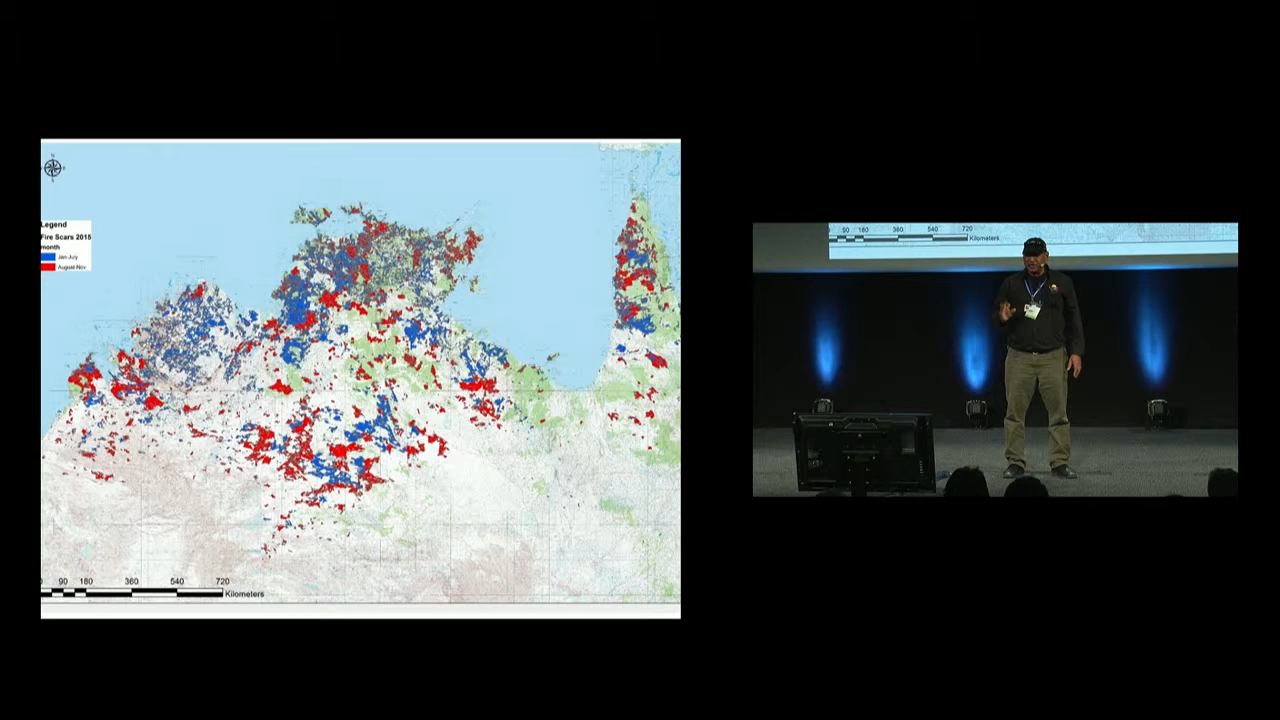 N
Legend
Fire Scars 2015
month
Jan-July
August-Nov
90 180 360 540 720
Kilometers
90 180 360 540 720
Kilometers